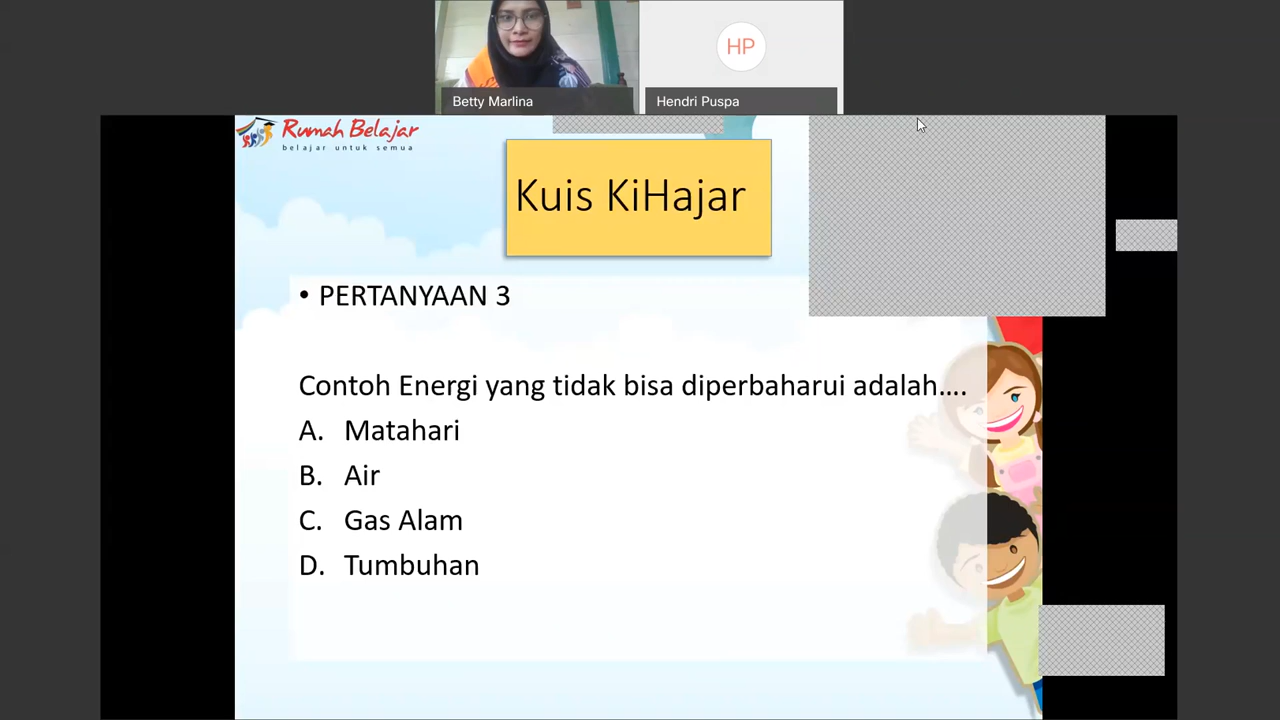 HP
Betty Marlina
Hendri Puspa
Rumah Belajar
belajar untuk semua
Kuis KiHajar
• PERTANYAAN 3
Contoh Energi yang tidak bisa diperbaharui adalah....
A. Matahari
B. Air
C. Gas Alam
D. Tumbuhan